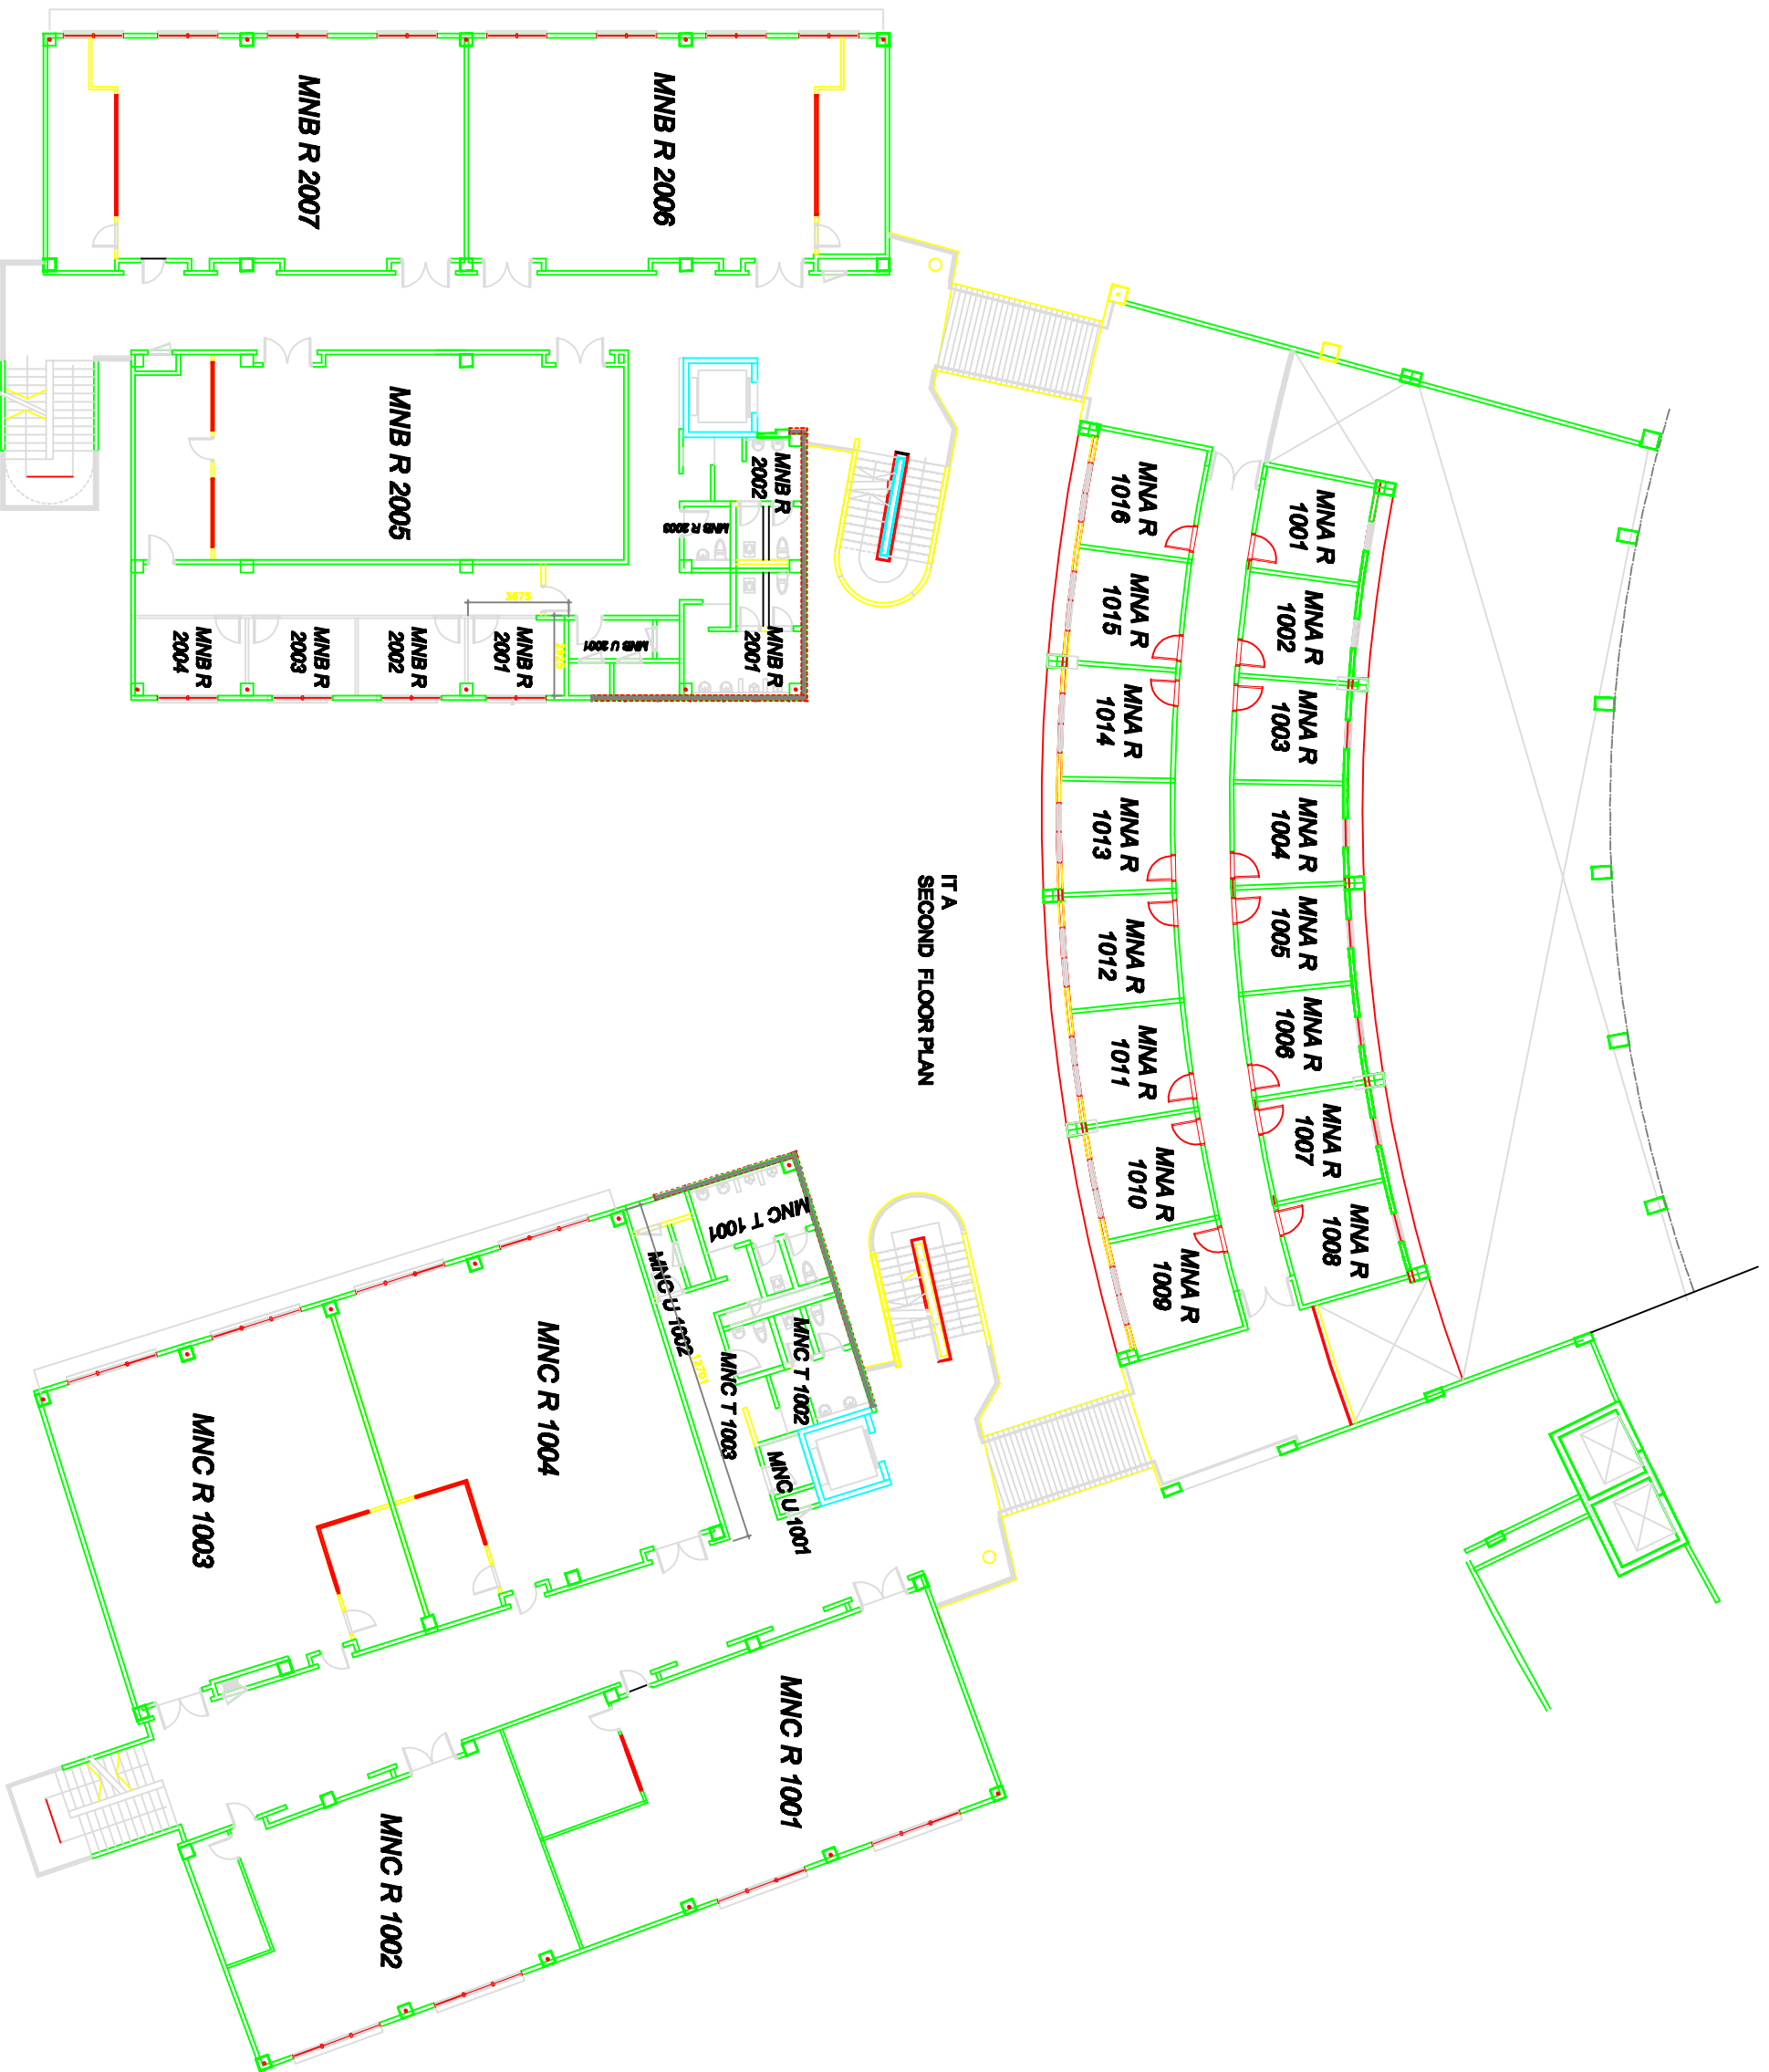 MNB R 2007
MNB R 2006
MNB R 2005
MNB R
2002
MNB R 2003
MNB R
2001
MNB U 2001
3675
MNB R
2001
MNB R
2002
MNB R
2003
MNB R
2004
MNA R
1016
MNA R
1015
MNA R
1014
MNA R
1013
MNA R
1012
MNA R
1011
MNA R
1010
MNA R
1009
MNA R
1001
MNA R
1002
MNA R
1003
MNA R
1004
MNA R
1005
MNA R
1006
MNA R
1007
MNA R
1008
IT A
SECOND FLOOR PLAN
MNC T 1001
MNC U 1002
12701
MNC T 1003
MNC T 1002
MNC U 1001
MNC R 1004
MNC R 1003
MNC R 1001
MNC R 1002